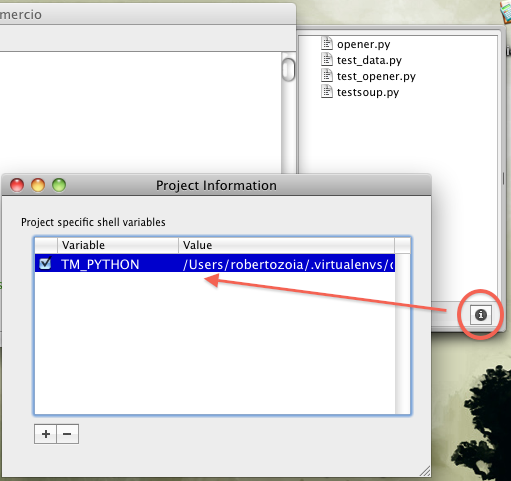 mercio
opener.py
test_data.py
test_opener.py
testsoup.py
Project Information
Project specific shell variables
Variable Value
TM_PYTHON /Users/robertozoia/.virtualenvs/